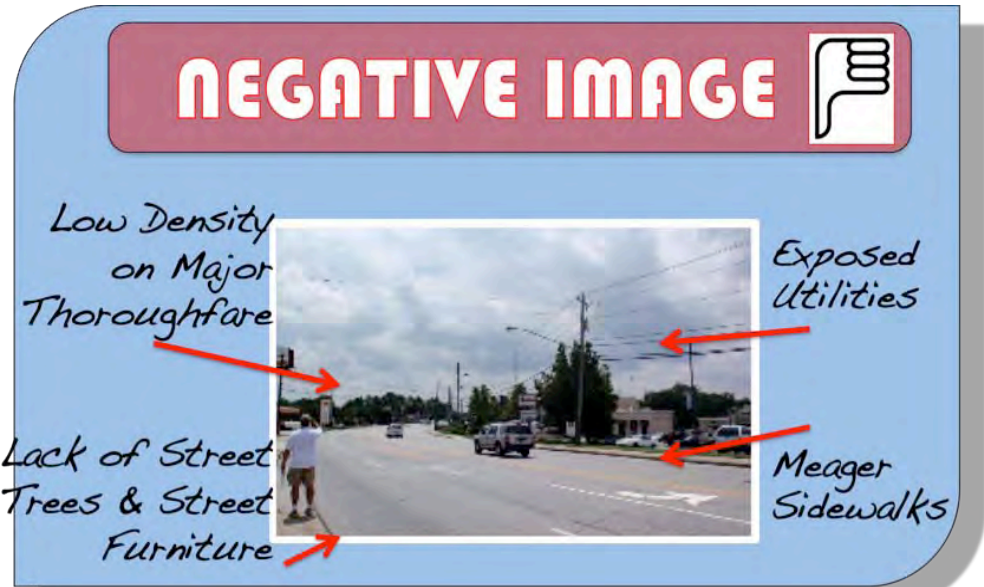 NEGATIVE IMAGE
Low Density
on Major
Thoroughfare
Exposed
Utilities
Lack of Street
Trees & Street
Furniture
Meager
Sidewalks